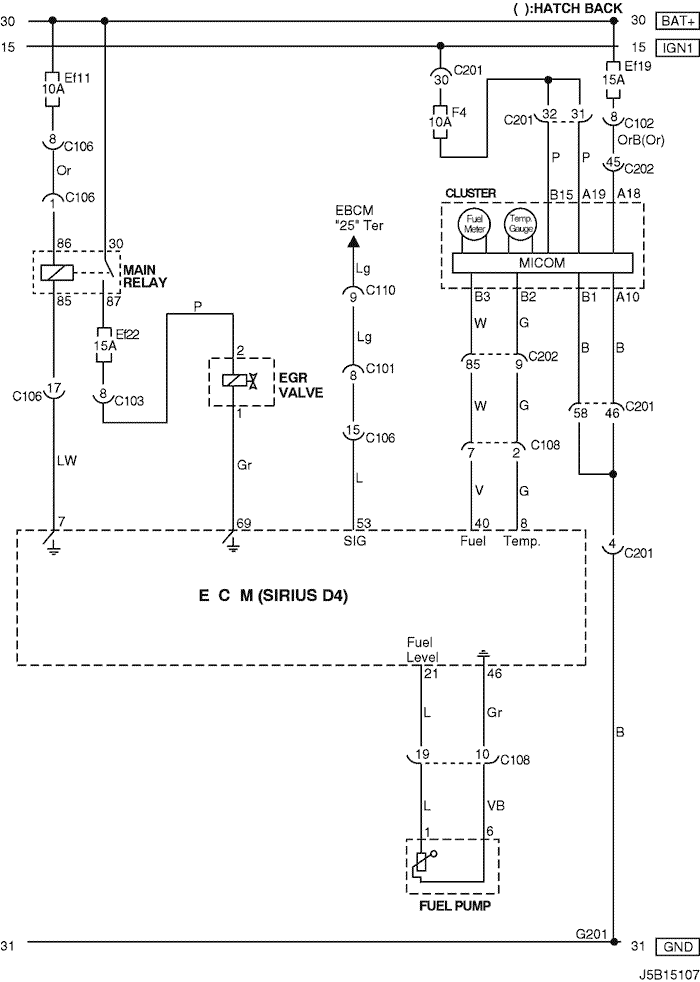 ( ):HATCH BACK
30 30 BAT+
15 15 IGN1
Ef11
10A
C201
30
F4
10A
Ef19
15A
8 C106
Or
C201 32 31
8 C102
OrB(Or)
1 C106
P P
45 C202
CLUSTER
B15 A19 A18
EBCM
"25" Ter
Fuel
Meter
Temp.
Gauge
86 30
MICOM
MAIN
RELAY
Lg
85 87
9 C110
B3 B2 B1 A10
P
Ef22
15A
W G B B
Lg
2
85 9 C202
EGR
VALVE
8 C101
C106 17
8 C103
1
W G
58 46 C201
15 C106
7 2 C108
LW
Gr
L
V G
7 69 53 40 8
SIG Fuel Temp.
4 C201
E C M (SIRIUS D4)
Fuel
Level
21 46
L Gr
B
19 10 C108
L VB
1 6
FUEL PUMP
G201
31 31 GND
J5B15107